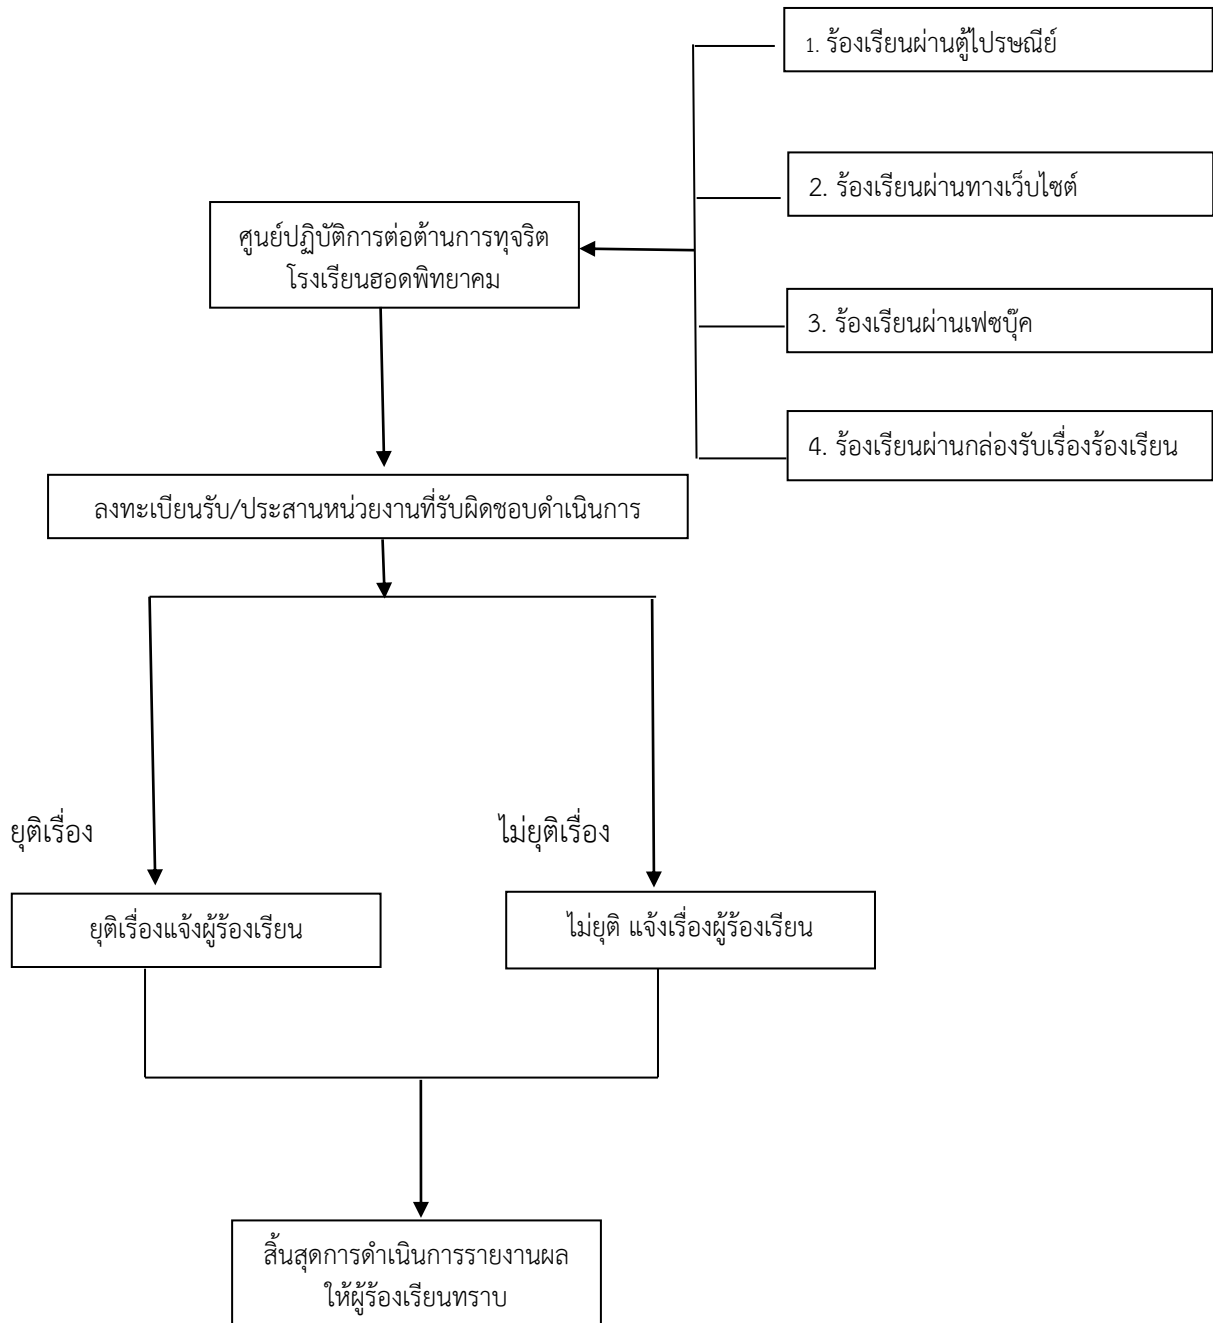 1. ร้องเรียนผ่านตู้ไปรษณีย์
2. ร้องเรียนผ่านทางเว็บไซต์
ศูนย์ปฏิบัติการต่อต้านการทุจริต
โรงเรียนฮอดพิทยาคม
3. ร้องเรียนผ่านเฟซบุ๊ค
4. ร้องเรียนผ่านกล่องรับเรื่องร้องเรียน
ลงทะเบียนรับ/ประสานหน่วยงานที่รับผิดชอบดำเนินการ
ยุติเรื่อง
ไม่ยุติเรื่อง
ยุติเรื่องแจ้งผู้ร้องเรียน
ไม่ยุติ แจ้งเรื่องผู้ร้องเรียน
สิ้นสุดการดำเนินการรายงานผล
ให้ผู้ร้องเรียนทราบ